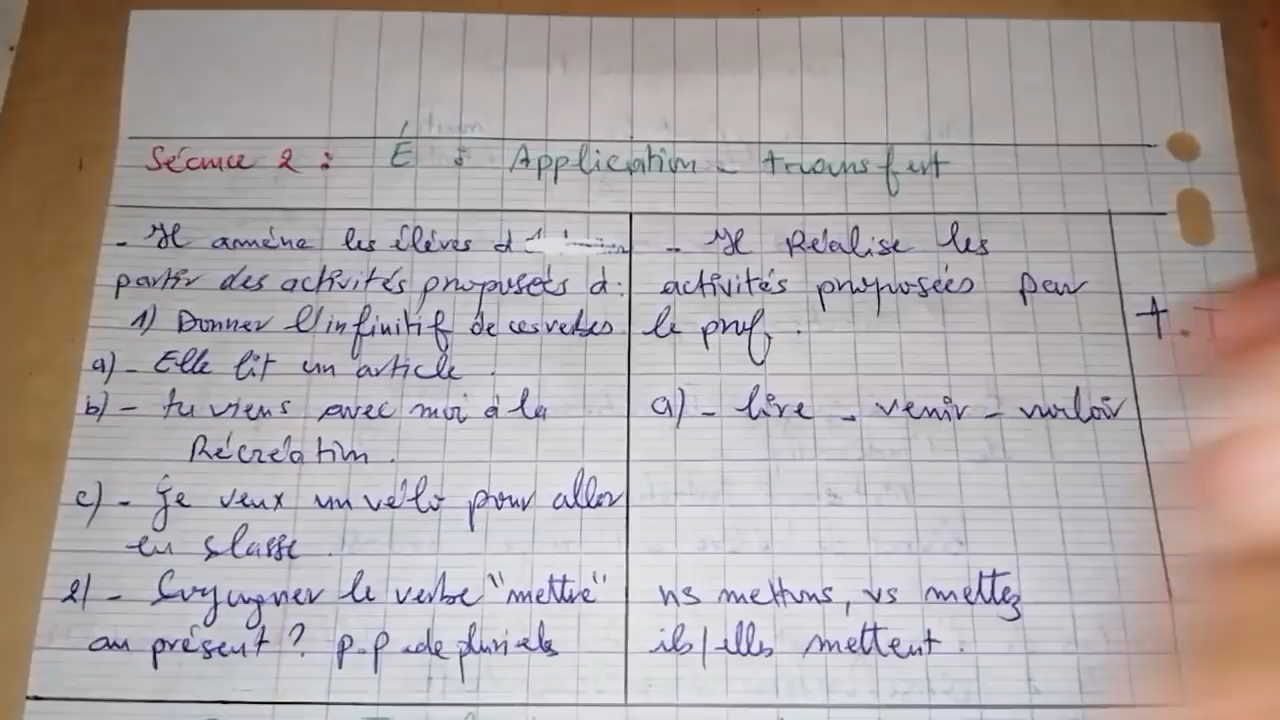 Séance 2 : É : Application - transfert
- Il amène les élèves à
partir des activités proposées d:
1) Donner l'infinitif de ces verbes
a) - Elle lit un article.
b) - tu viens avec moi à la
Récréation.
c) - je veux un vélo pour aller
en classe.
2) - Conjuguer le verbe "mettre"
au présent ? p.p de pluriels
- Il Réalise les
activités proposées par
le prof.
a) - lire - venir - vouloir
ns mettons, vs mettez
ils/elles mettent.